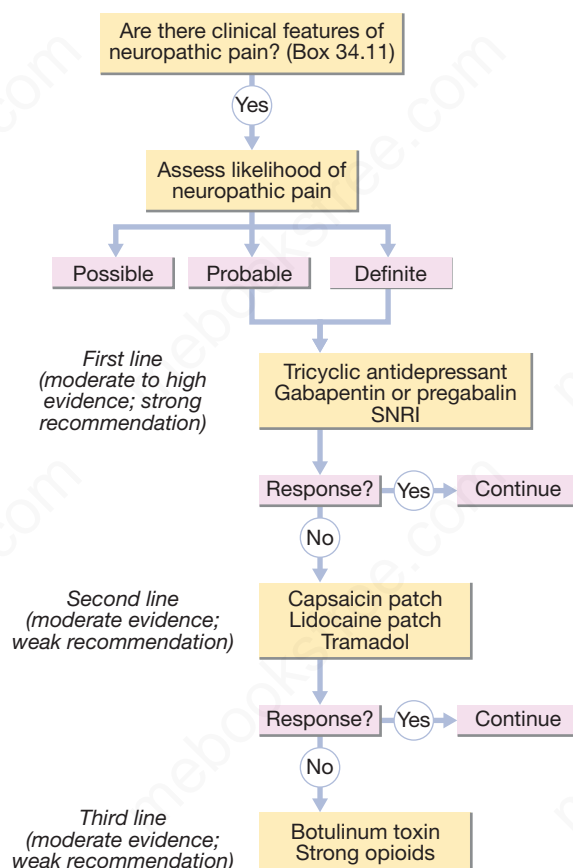 Are there clinical features of
neuropathic pain? (Box 34.11)
Yes
Assess likelihood of
neuropathic pain
Possible
Probable
Definite
First line
(moderate to high
evidence; strong
recommendation)
Tricyclic antidepressant
Gabapentin or pregabalin
SNRI
Response?
Yes
Continue
No
Second line
(moderate evidence;
weak recommendation)
Capsaicin patch
Lidocaine patch
Tramadol
Response?
Yes
Continue
No
Third line
(moderate evidence;
weak recommendation)
Botulinum toxin
Strong opioids
mebooksfree.com